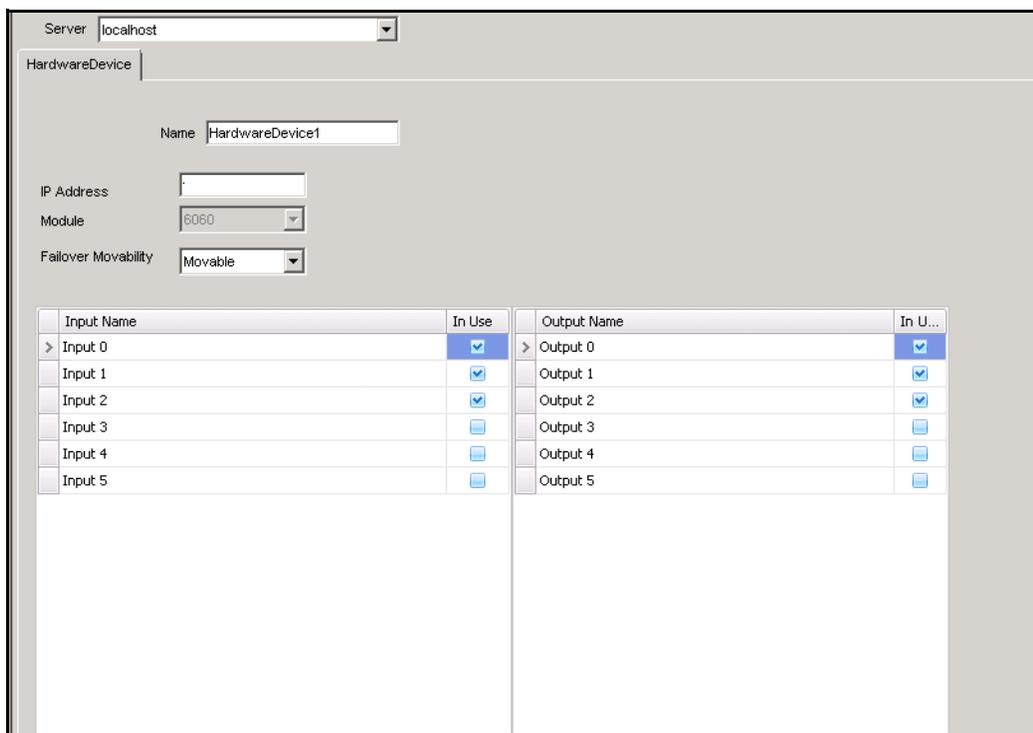 Server localhost
HardwareDevice
Name HardwareDevice1
IP Address .
Module 6060
Failover Movability Movable
Input Name In Use Output Name In U...
> Input 0 > Output 0
Input 1 Output 1
Input 2 Output 2
Input 3 Output 3
Input 4 Output 4
Input 5 Output 5